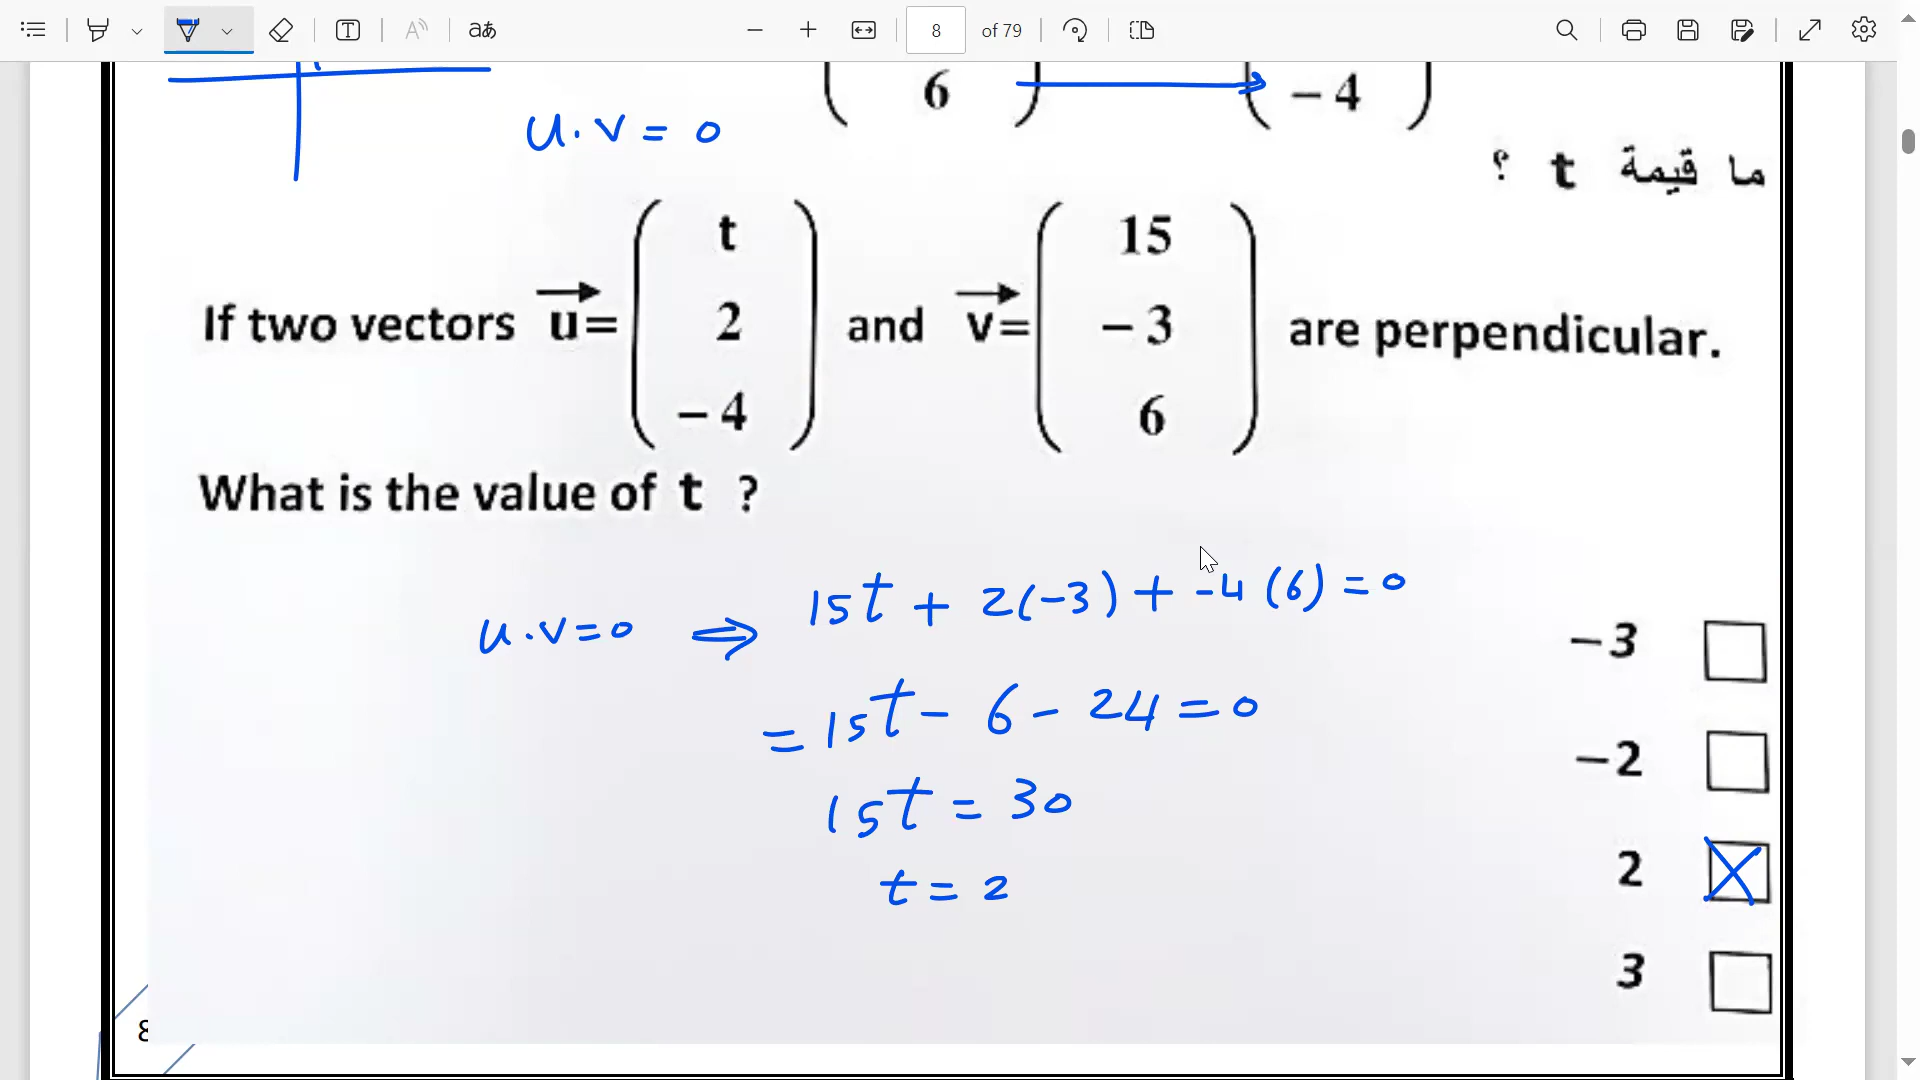 8 of 79
6 - 4
u . v = 0
ما قيمة t ؟
t 15
If two vectors u= 2 and v= - 3 are perpendicular.
- 4 6
What is the value of t ?
u . v = 0 ⇒ 15t + 2(-3) + -4 (6) = 0
= 15t - 6 - 24 = 0
15t = 30
t = 2
-3
-2
2
3
8